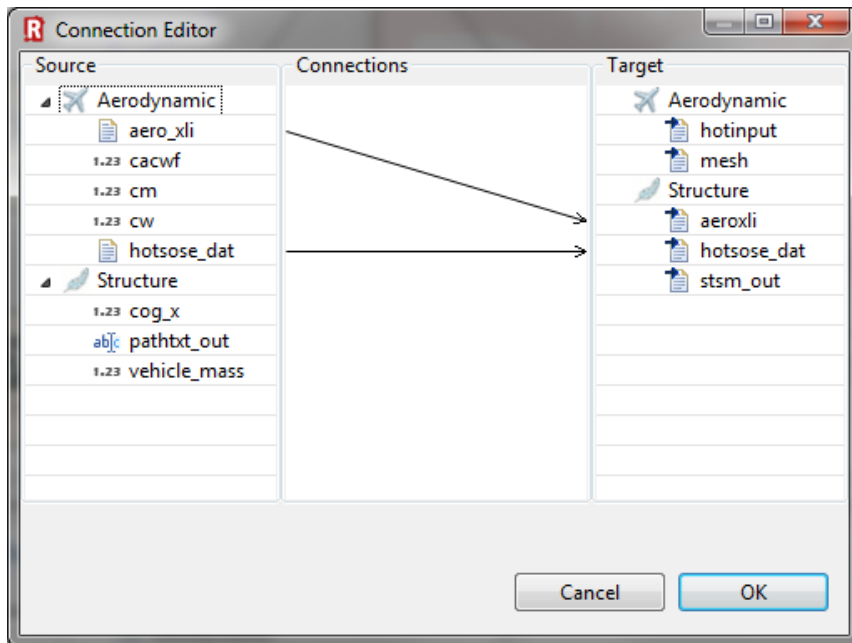 Connection Editor
Source
Connections
Target
Aerodynamic
aero_xli
1.23 cacwf
1.23 cm
1.23 cw
hotsose_dat
Structure
1.23 cog_x
abc pathtxt_out
1.23 vehicle_mass
Aerodynamic
hotinput
mesh
Structure
aeroxli
hotsose_dat
stsm_out
Cancel
OK